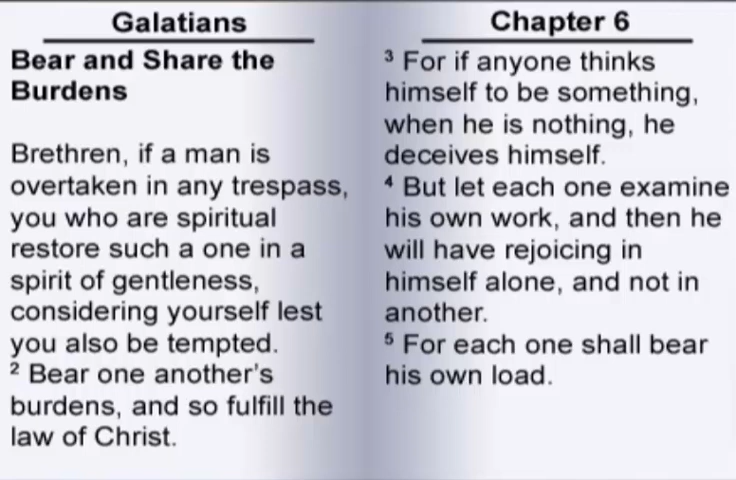 Galatians
Bear and Share the
Burdens
Brethren, if a man is
overtaken in any trespass,
you who are spiritual
restore such a one in a
spirit of gentleness,
considering yourself lest
you also be tempted.
² Bear one another's
burdens, and so fulfill the
law of Christ.
Chapter 6
³ For if anyone thinks
himself to be something,
when he is nothing, he
deceives himself.
⁴ But let each one examine
his own work, and then he
will have rejoicing in
himself alone, and not in
another.
⁵ For each one shall bear
his own load.